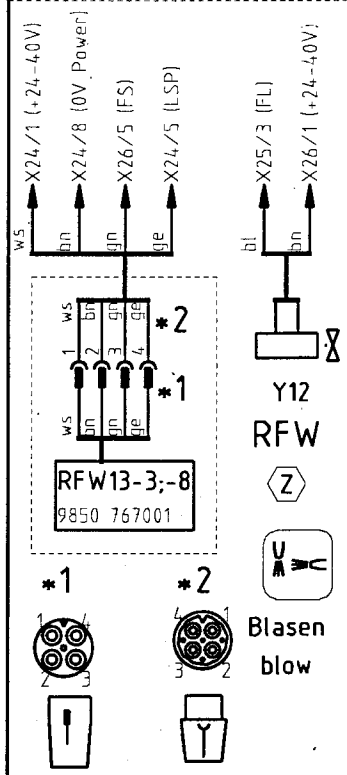 X24/1 (+24-40V)
X24/8 (0V Power)
X26/5 (FS)
X24/5 (LSP)
X25/3 (FL)
X26/1 (+24-40V)
ws
bn
gn
ge
bl
bn
ws
bn
gn
ge
*2
1
2
3
4
*1
ws
bn
gn
ge
Y12
RFW
Z
RFW13-3;-8
9850 767001
*1
*2
1
4
2
3
4
1
3
2
Blasen
blow